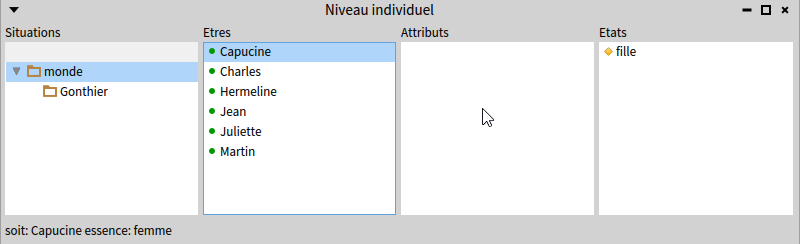 Niveau individuel
Situations
Etres
Attributs
Etats
monde
Gonthier
Capucine
Charles
Hermeline
Jean
Juliette
Martin
fille
soit: Capucine essence: femme